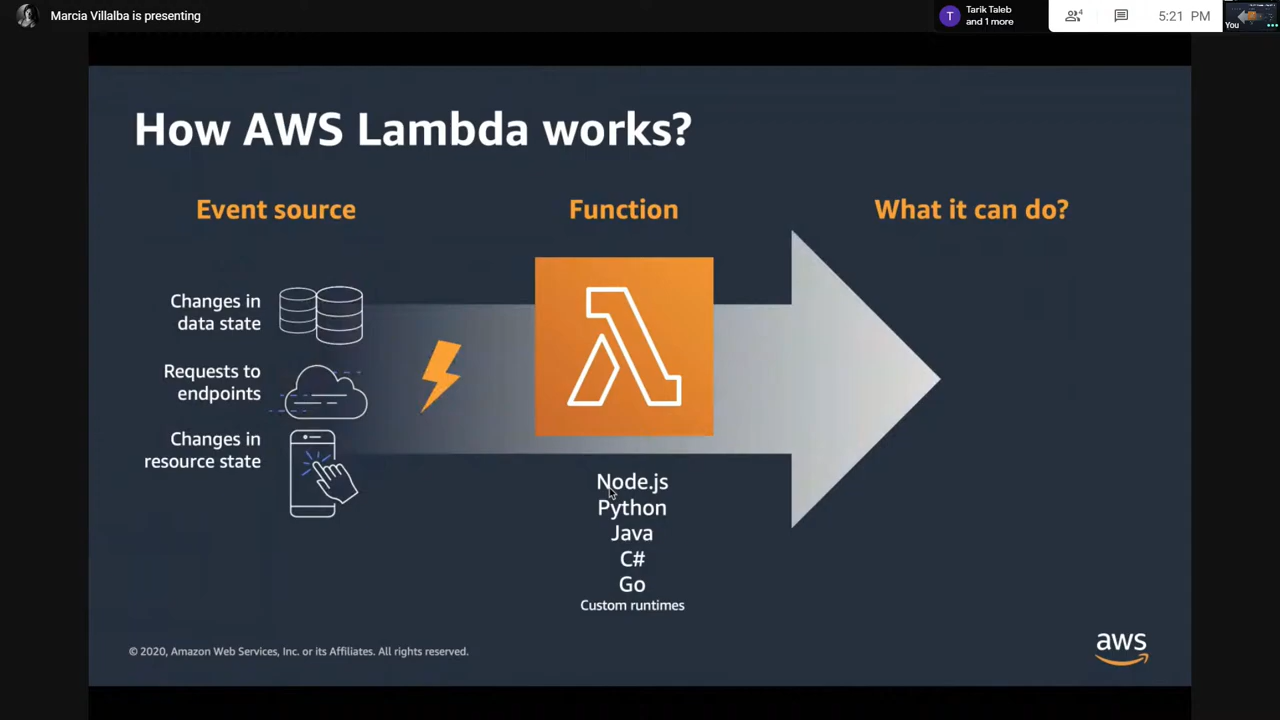 Marcia Villalba is presenting
Tarik Taleb
and 1 more
T
4
5:21 PM
You
How AWS Lambda works?
Event source
Function
What it can do?
Changes in
data state
Requests to
endpoints
Changes in
resource state
Node.js
Python
Java
C#
Go
Custom runtimes
© 2020, Amazon Web Services, Inc. or its Affiliates. All rights reserved.
aws